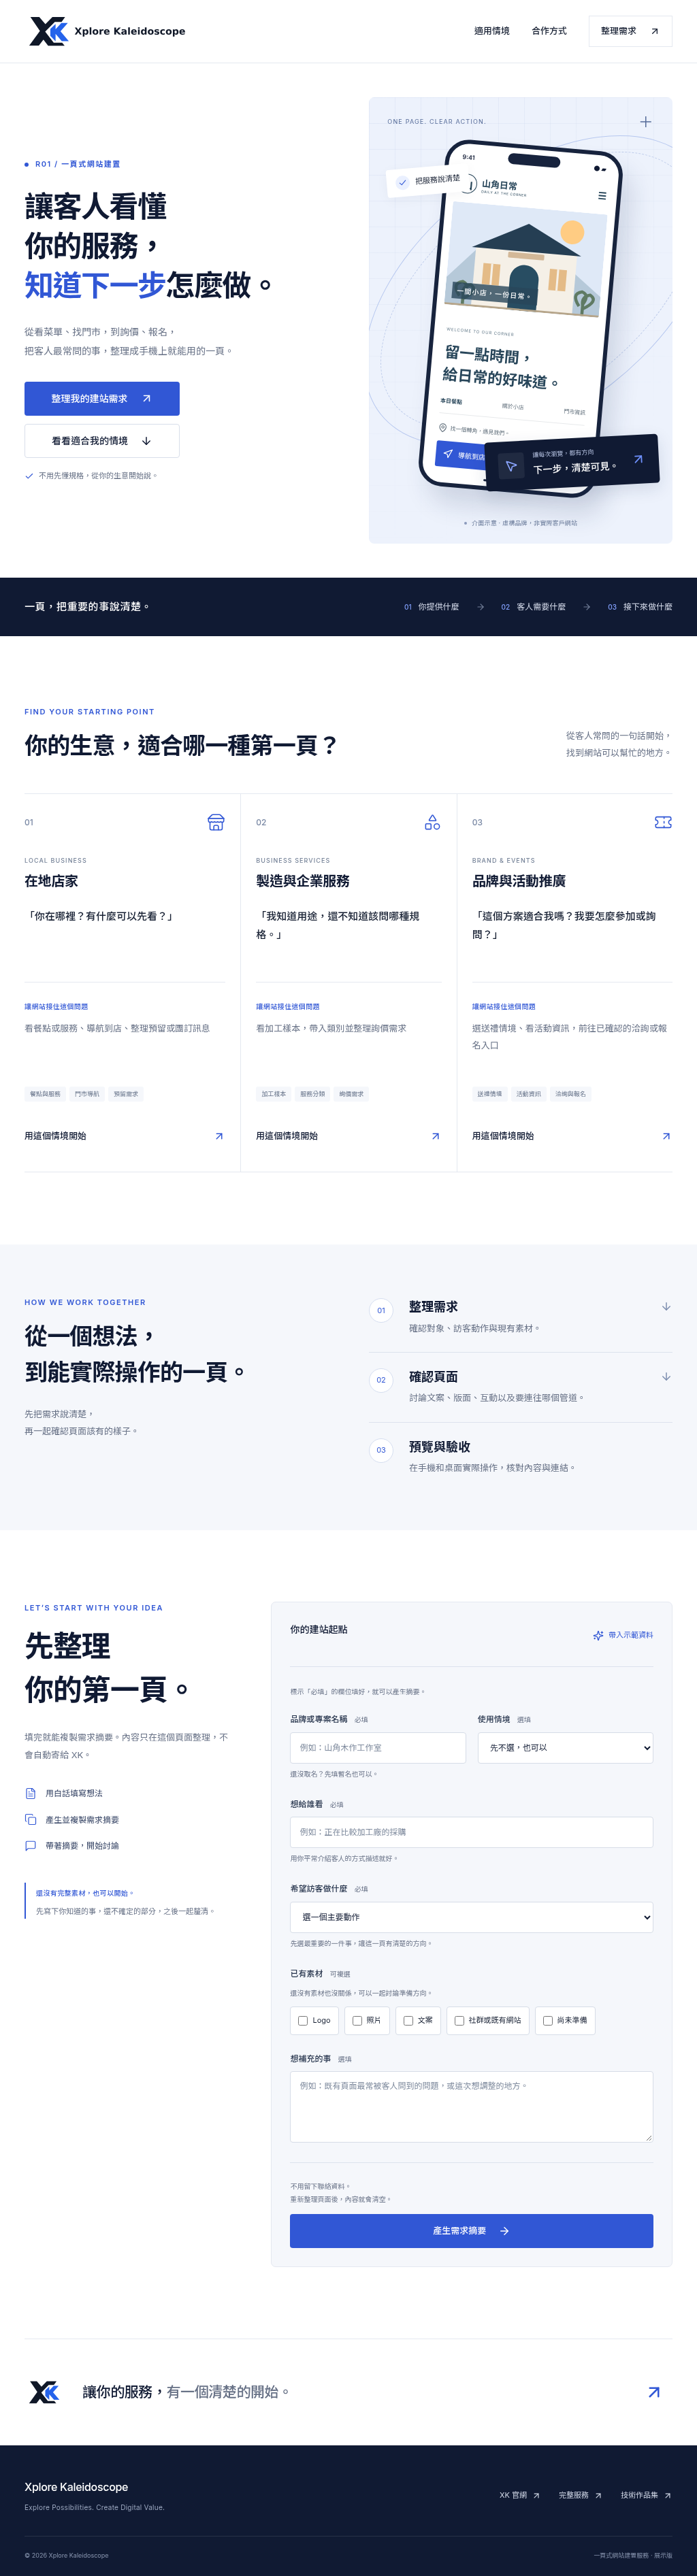 Xplore Kaleidoscope
適用情境
合作方式
整理需求
R01 / 一頁式網站建置
讓客人看懂
你的服務，
知道下一步怎麼做。
從看菜單、找門市，到詢價、報名，
把客人最常問的事，整理成手機上就能用的一頁。
整理我的建站需求
看看適合我的情境
不用先懂規格，從你的生意開始說。
ONE PAGE. CLEAR ACTION.
9:41
把服務說清楚
山角日常
DAILY AT THE CORNER
一間小店，一份日常。
WELCOME TO OUR CORNER
留一點時間，
給日常的好味道。
本日餐點
關於小店
門市資訊
找一個轉角，遇見我們。
導航到店
讓每次瀏覽，都有方向
下一步，清楚可見。
介面示意 · 虛構品牌，非實際客戶網站
一頁，把重要的事說清楚。
01 你提供什麼
02 客人需要什麼
03 接下來做什麼
FIND YOUR STARTING POINT
你的生意，適合哪一種第一頁？
從客人常問的一句話開始，
找到網站可以幫忙的地方。
01
LOCAL BUSINESS
在地店家
「你在哪裡？有什麼可以先看？」
讓網站接住這個問題
看餐點或服務、導航到店、整理預留或團訂訊息
餐點與服務
門市導航
預留需求
用這個情境開始
02
BUSINESS SERVICES
製造與企業服務
「我知道用途，還不知道該問哪種規
格。」
讓網站接住這個問題
看加工樣本，帶入類別並整理詢價需求
加工樣本
服務分類
詢價需求
用這個情境開始
03
BRAND & EVENTS
品牌與活動推廣
「這個方案適合我嗎？我要怎麼參加或詢
問？」
讓網站接住這個問題
選送禮情境、看活動資訊，前往已確認的洽詢或報
名入口
送禮情境
活動資訊
洽詢與報名
用這個情境開始
HOW WE WORK TOGETHER
從一個想法，
到能實際操作的一頁。
先把需求說清楚，
再一起確認頁面該有的樣子。
01
整理需求
確認對象、訪客動作與現有素材。
02
確認頁面
討論文案、版面、互動以及要連往哪個管道。
03
預覽與驗收
在手機和桌面實際操作，核對內容與連結。
LET'S START WITH YOUR IDEA
先整理
你的第一頁。
填完就能複製需求摘要。內容只在這個頁面整理，不
會自動寄給 XK。
用白話填寫想法
產生並複製需求摘要
帶著摘要，開始討論
還沒有完整素材，也可以開始。
先寫下你知道的事，還不確定的部分，之後一起釐清。
你的建站起點
帶入示範資料
標示「必填」的欄位填好，就可以產生摘要。
品牌或專案名稱 必填
例如：山角木作工作室
還沒取名？先填暫名也可以。
使用情境 選填
先不選，也可以
想給誰看 必填
例如：正在比較加工廠的採購
用你平常介紹客人的方式描述就好。
希望訪客做什麼 必填
選一個主要動作
先選最重要的一件事，讓這一頁有清楚的方向。
已有素材 可複選
還沒有素材也沒關係，可以一起討論準備方向。
Logo
照片
文案
社群或既有網站
尚未準備
想補充的事 選填
例如：既有頁面最常被客人問到的問題，或這次想調整的地方。
不用留下聯絡資料。
重新整理頁面後，內容就會清空。
產生需求摘要
讓你的服務，有一個清楚的開始。
Xplore Kaleidoscope
Explore Possibilities. Create Digital Value.
XK 官網
完整服務
技術作品集
© 2026 Xplore Kaleidoscope
一頁式網站建置服務 · 展示版